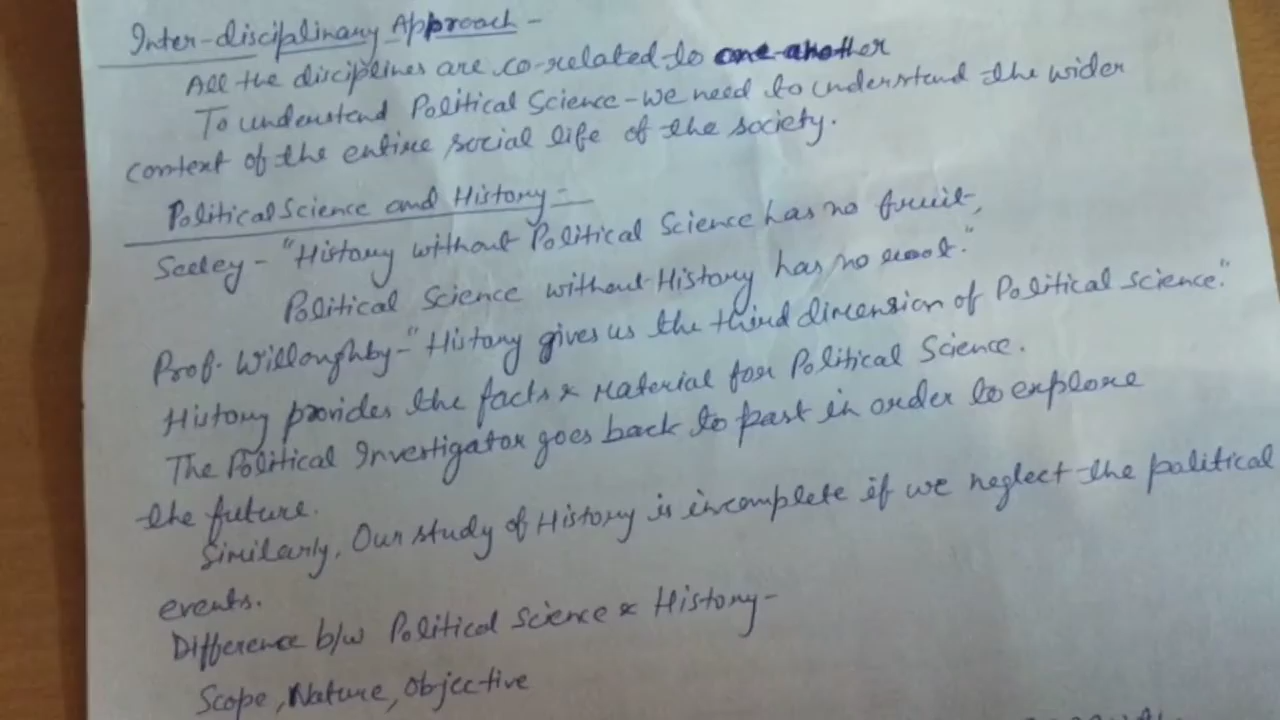 Inter-disciplinary Approach -
All the disciplines are co-related to one another
To understand Political Science - we need to understand the wider
context of the entire social life of the society.
Political Science and History -
Seeley - "History without Political Science has no fruit,
Political Science without History has no root."
Prof. Willoughby - "History gives us the third dimension of Political Science."
History provides the facts & material for Political Science.
The Political Investigator goes back to past in order to explore
the future.
Similarly, Our study of History is incomplete if we neglect the political
events.
Difference b/w Political Science & History -
Scope, Nature, Objective